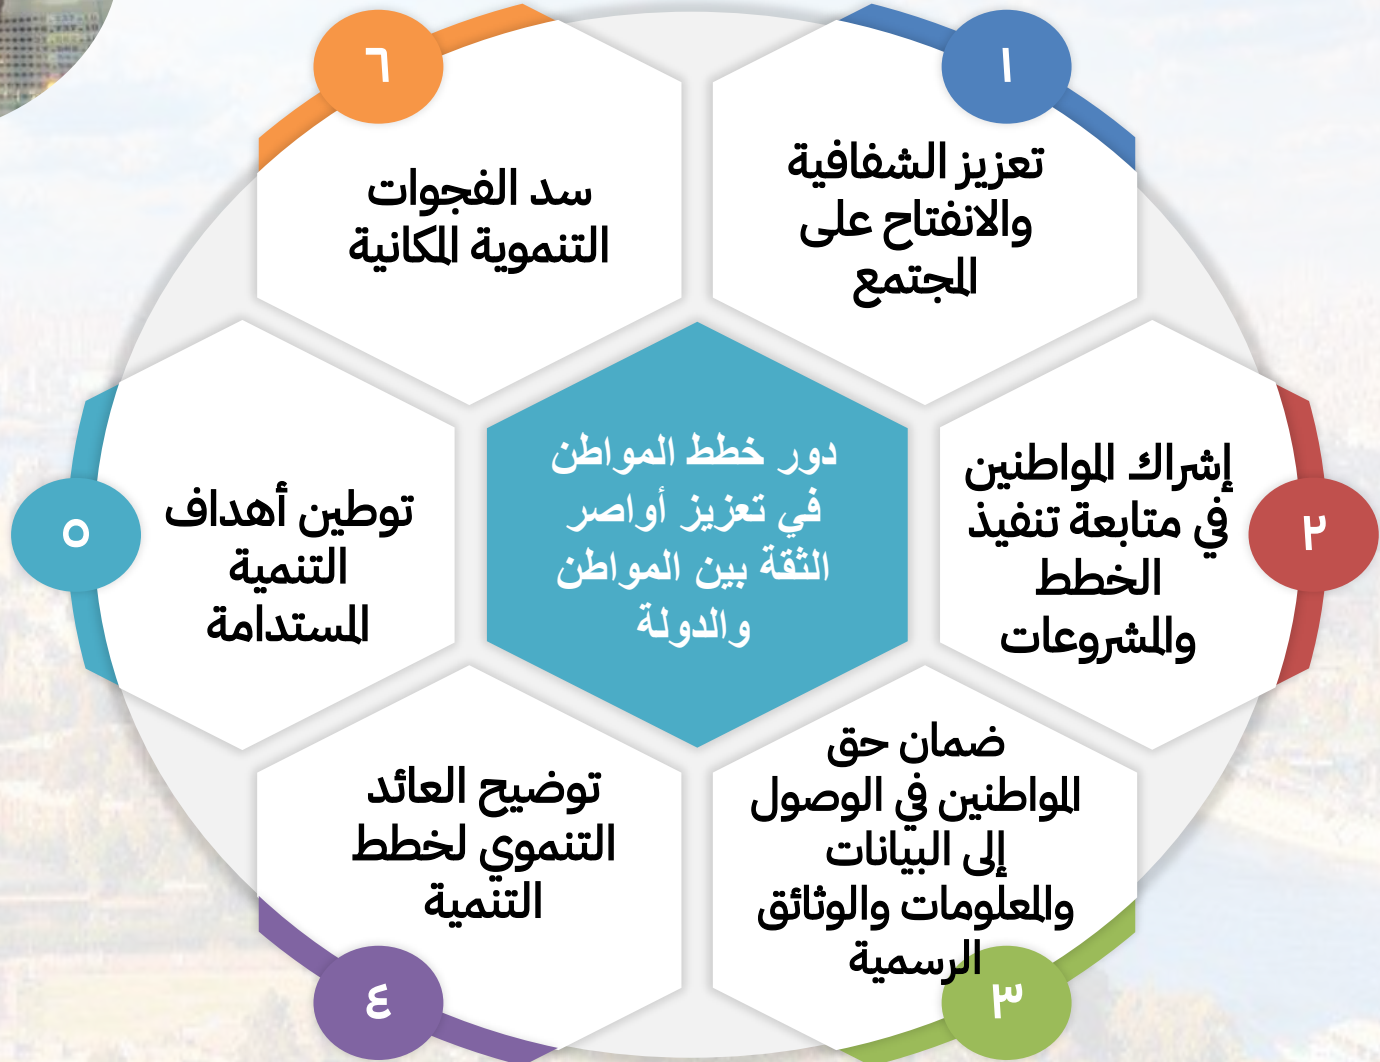 دور خطط المواطن
في تعزيز أواصر
الثقة بين المواطن
والدولة
١
تعزيز الشفافية
والانفتاح على
المجتمع
٢
إشراك المواطنين
في متابعة تنفيذ
الخطط
والمشروعات
٣
ضمان حق
المواطنين في الوصول
إلى البيانات
والمعلومات والوثائق
الرسمية
٤
توضيح العائد
التنموي لخطط
التنمية
٥
توطين أهداف
التنمية
المستدامة
٦
سد الفجوات
التنموية المكانية